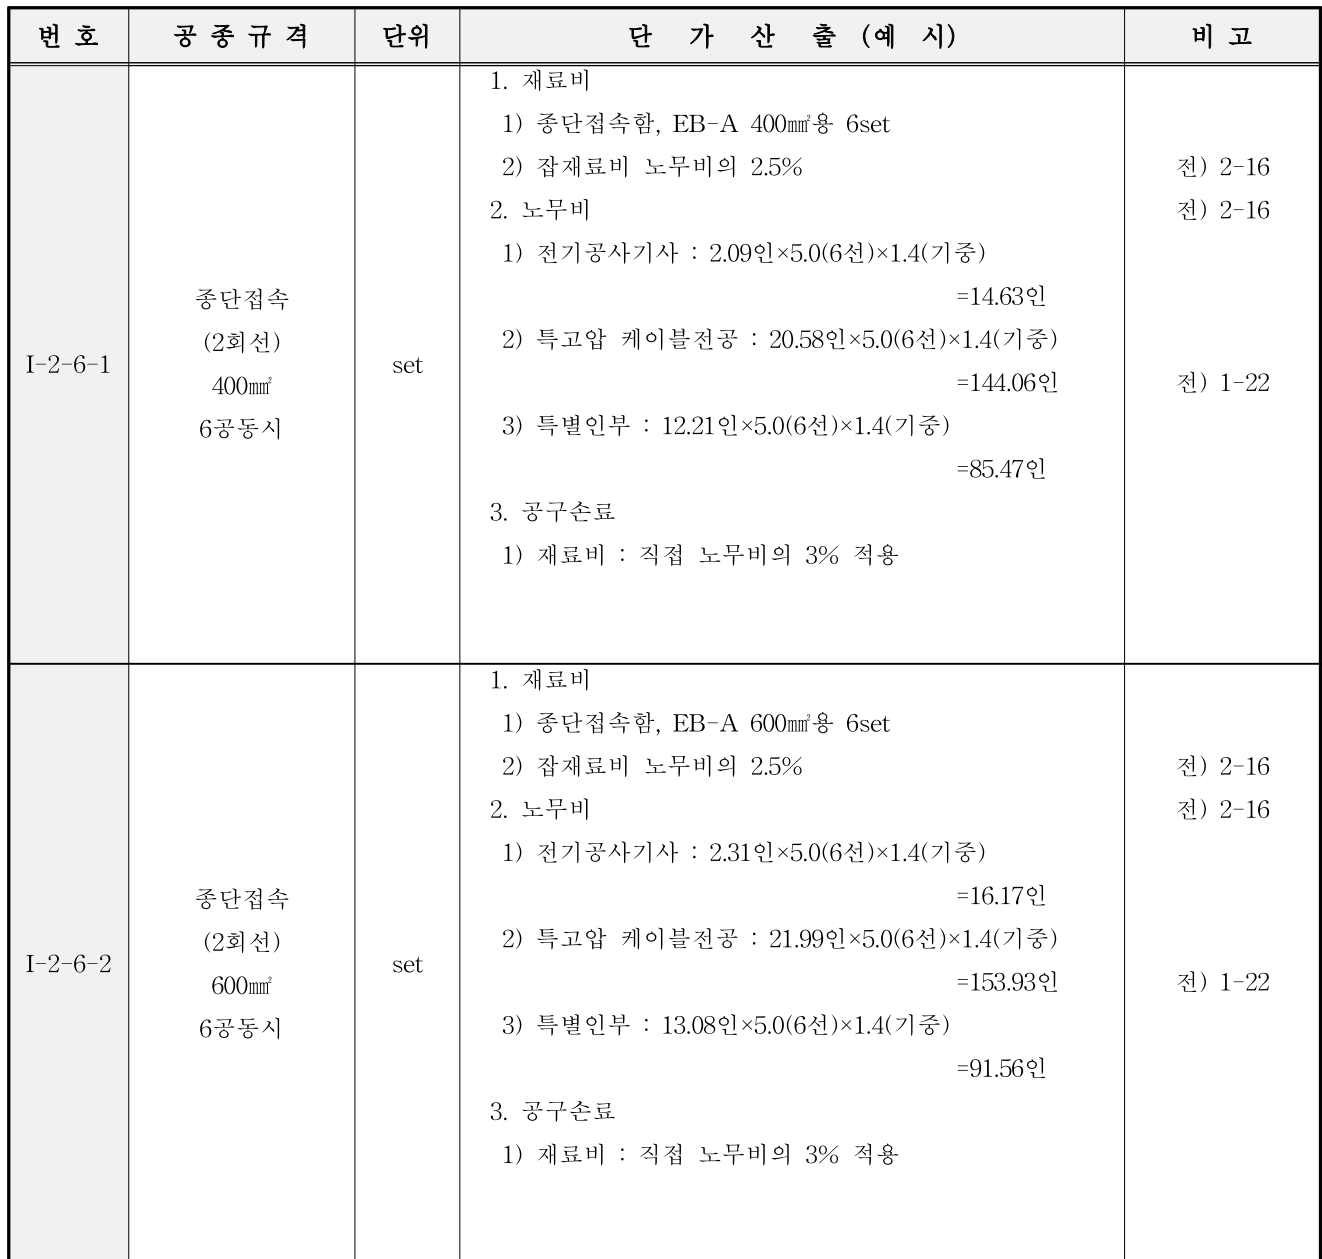 번 호 공 종 규 격 단위 단 가 산 출 (예 시) 비 고
I-2-6-1
종단접속
(2회선)
400㎟
6공동시
set
1. 재료비
1) 종단접속함, EB-A 400㎟용 6set
2) 잡재료비 노무비의 2.5%
2. 노무비
1) 전기공사기사 : 2.09인×5.0(6선)×1.4(기중)
=14.63인
2) 특고압 케이블전공 : 20.58인×5.0(6선)×1.4(기중)
=144.06인
3) 특별인부 : 12.21인×5.0(6선)×1.4(기중)
=85.47인
3. 공구손료
1) 재료비 : 직접 노무비의 3% 적용
전) 2-16
전) 2-16
전) 1-22
I-2-6-2
종단접속
(2회선)
600㎟
6공동시
set
1. 재료비
1) 종단접속함, EB-A 600㎟용 6set
2) 잡재료비 노무비의 2.5%
2. 노무비
1) 전기공사기사 : 2.31인×5.0(6선)×1.4(기중)
=16.17인
2) 특고압 케이블전공 : 21.99인×5.0(6선)×1.4(기중)
=153.93인
3) 특별인부 : 13.08인×5.0(6선)×1.4(기중)
=91.56인
3. 공구손료
1) 재료비 : 직접 노무비의 3% 적용
전) 2-16
전) 2-16
전) 1-22